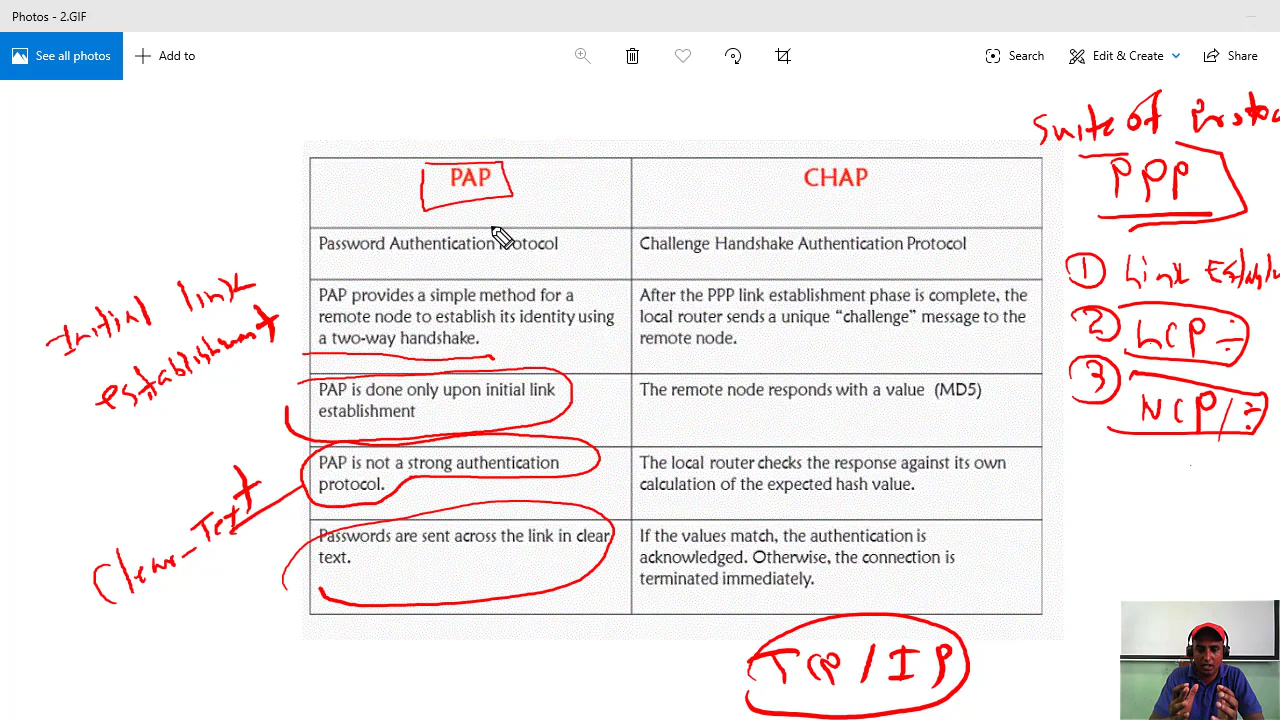 Photos - 2.GIF
See all photos
Add to
Search
Edit & Create
Share
Suite of Protoc
PPP
PAP
CHAP
Password Authentication Protocol
Challenge Handshake Authentication Protocol
PAP provides a simple method for a
remote node to establish its identity using
a two-way handshake.
After the PPP link establishment phase is complete, the
local router sends a unique “challenge” message to the
remote node.
PAP is done only upon initial link
establishment
The remote node responds with a value (MD5)
PAP is not a strong authentication
protocol.
The local router checks the response against its own
calculation of the expected hash value.
Passwords are sent across the link in clear
text.
If the values match, the authentication is
acknowledged. Otherwise, the connection is
terminated immediately.
Initial link
establishment
Clear-Text
1 Link
2 LCP ÷
3 NCP/÷
TCP/IP